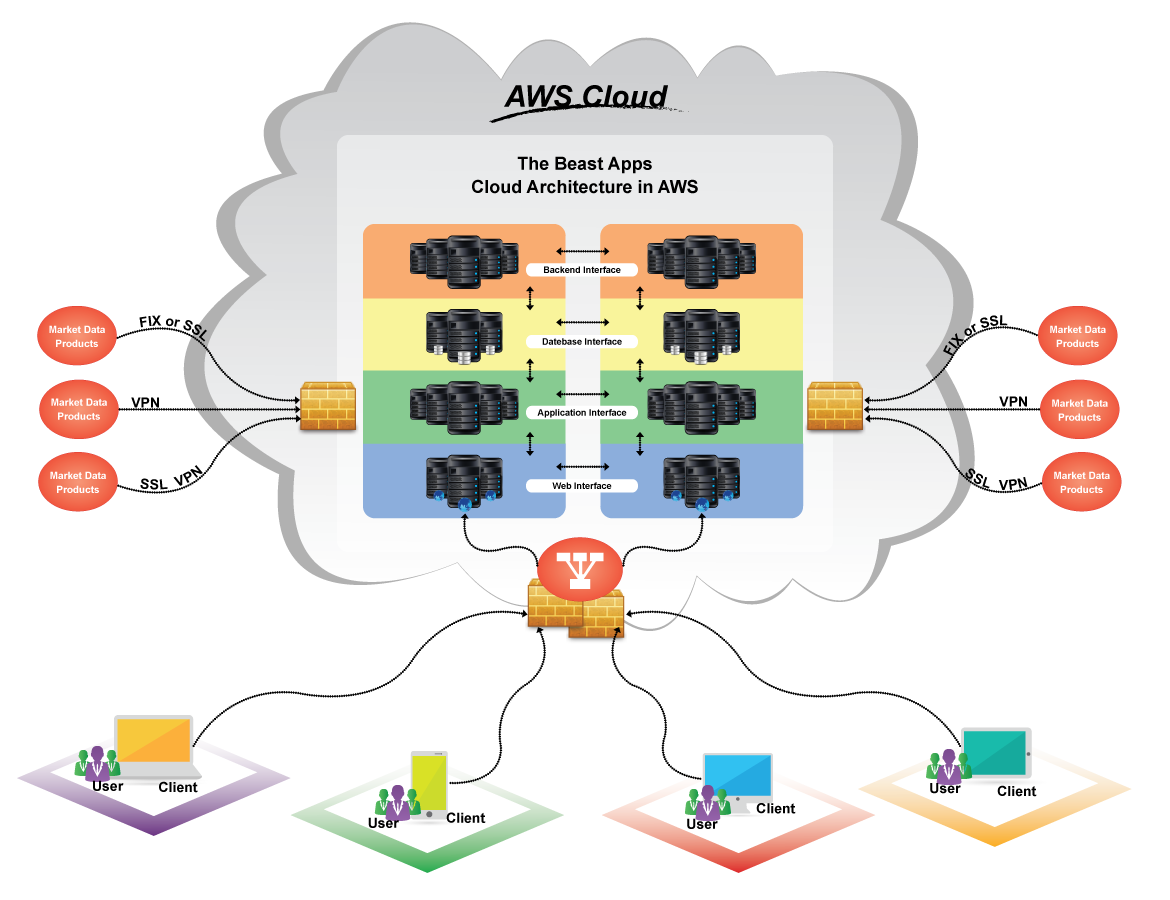 AWS Cloud
The Beast Apps
Cloud Architecture in AWS
Backend Interface
Datebase Interface
Application Interface
Web Interface
Market Data
Products
FIX or SSL
Market Data
Products
VPN
Market Data
Products
SSL VPN
FIX or SSL
Market Data
Products
VPN
Market Data
Products
SSL VPN
Market Data
Products
User
Client
User
Client
User
Client
User
Client